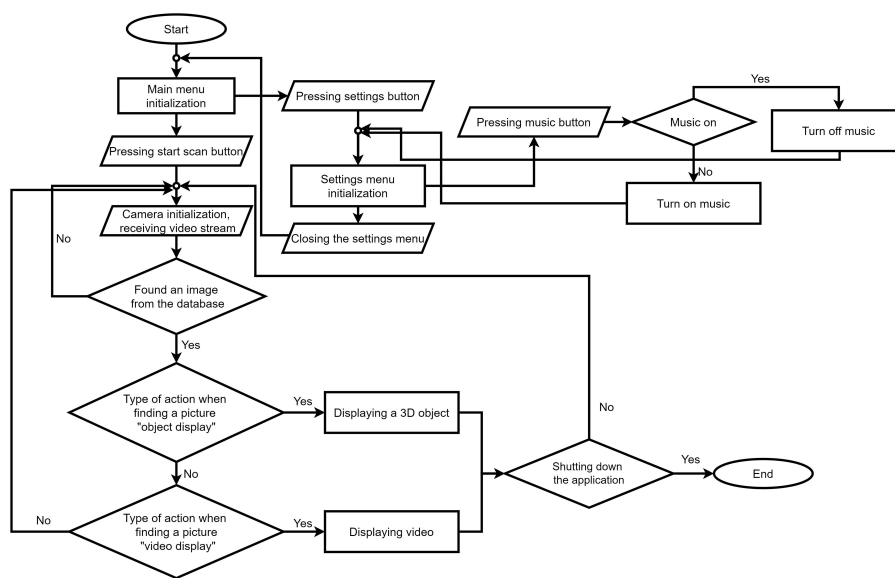 Start
Main menu
initialization
Pressing settings button
Pressing music button
Music on
Yes
Turn off music
No
Turn on music
Pressing start scan button
Settings menu
initialization
Closing the settings menu
Camera initialization,
receiving video stream
No
Found an image
from the database
Yes
Type of action when
finding a picture
"object display"
Yes
Displaying a 3D object
No
Shutting down
the application
Yes
End
No
No
Type of action when
finding a picture
"video display"
Yes
Displaying video